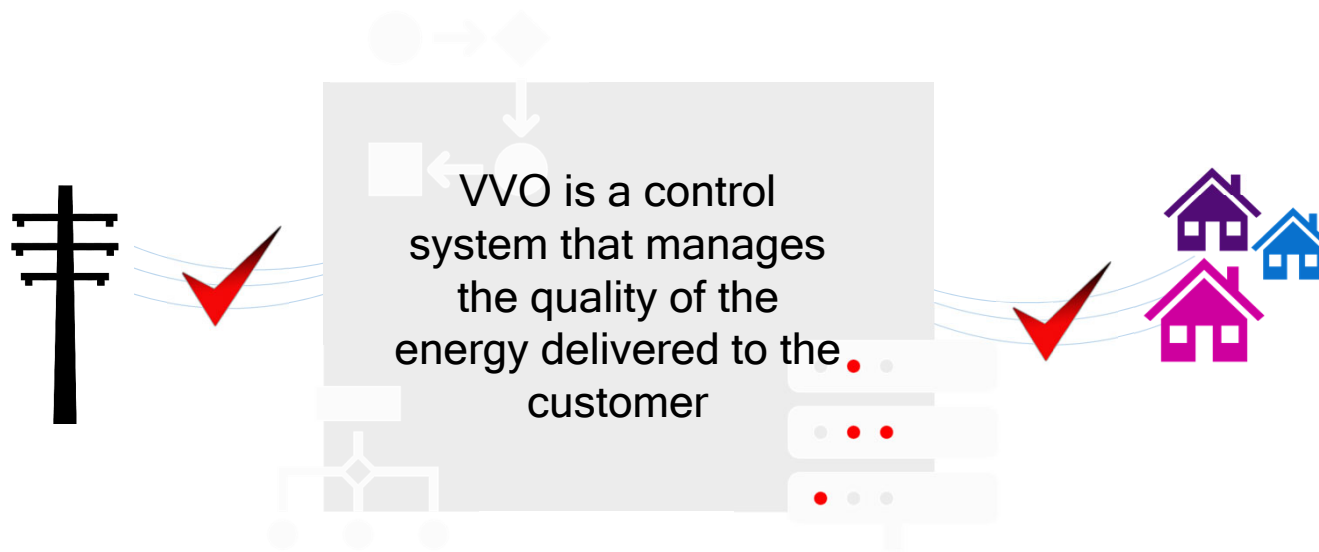 VVO is a control
system that manages
the quality of the
energy delivered to the
customer